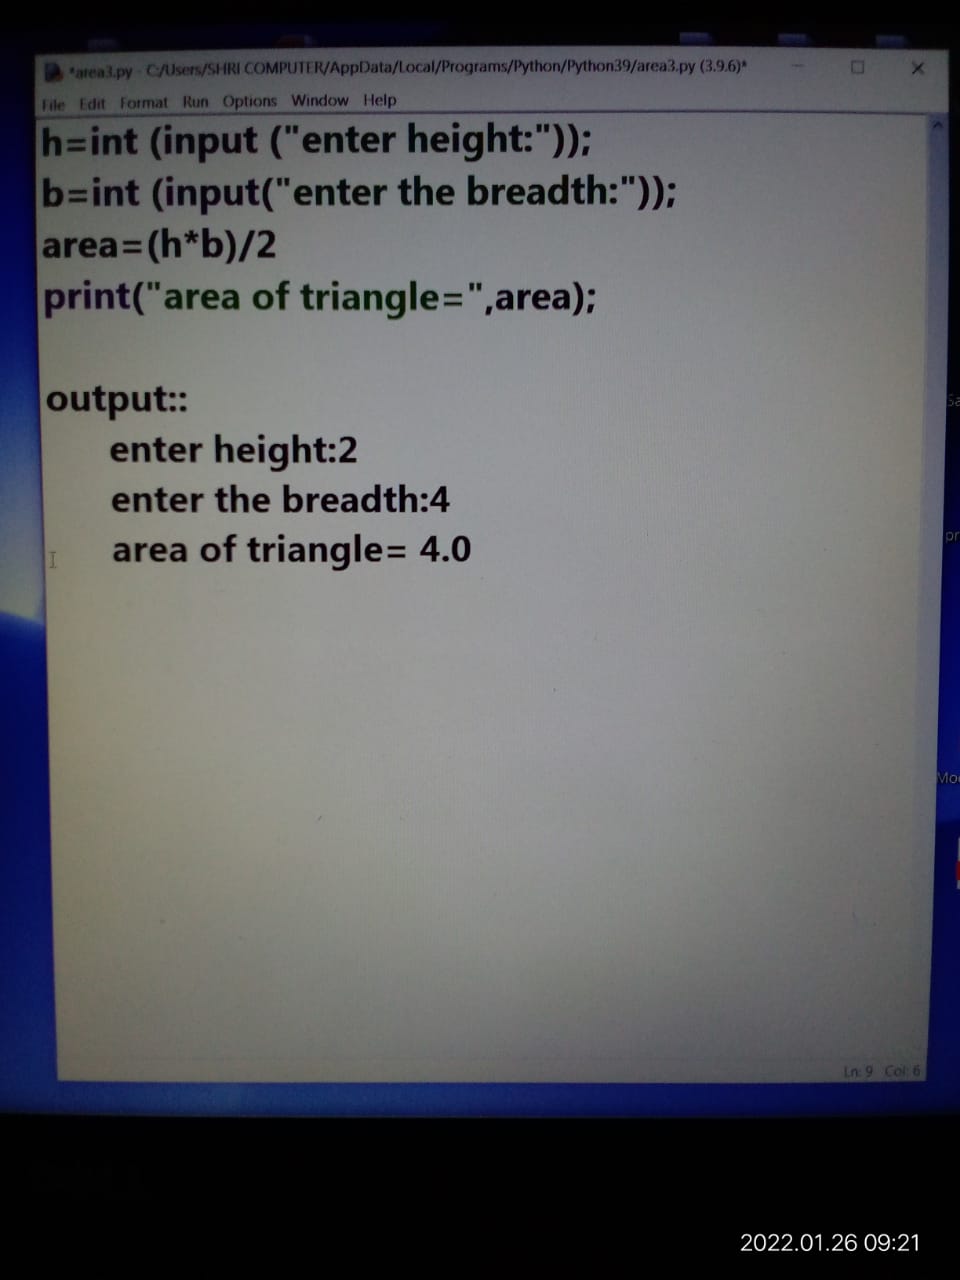 *area3.py - C:/Users/SHRI COMPUTER/AppData/Local/Programs/Python/Python39/area3.py (3.9.6)*
File Edit Format Run Options Window Help
h=int (input ("enter height:"));
b=int (input("enter the breadth:"));
area=(h*b)/2
print("area of triangle=",area);
output::
enter height:2
enter the breadth:4
area of triangle= 4.0
Ln: 9 Col: 6
2022.01.26 09:21